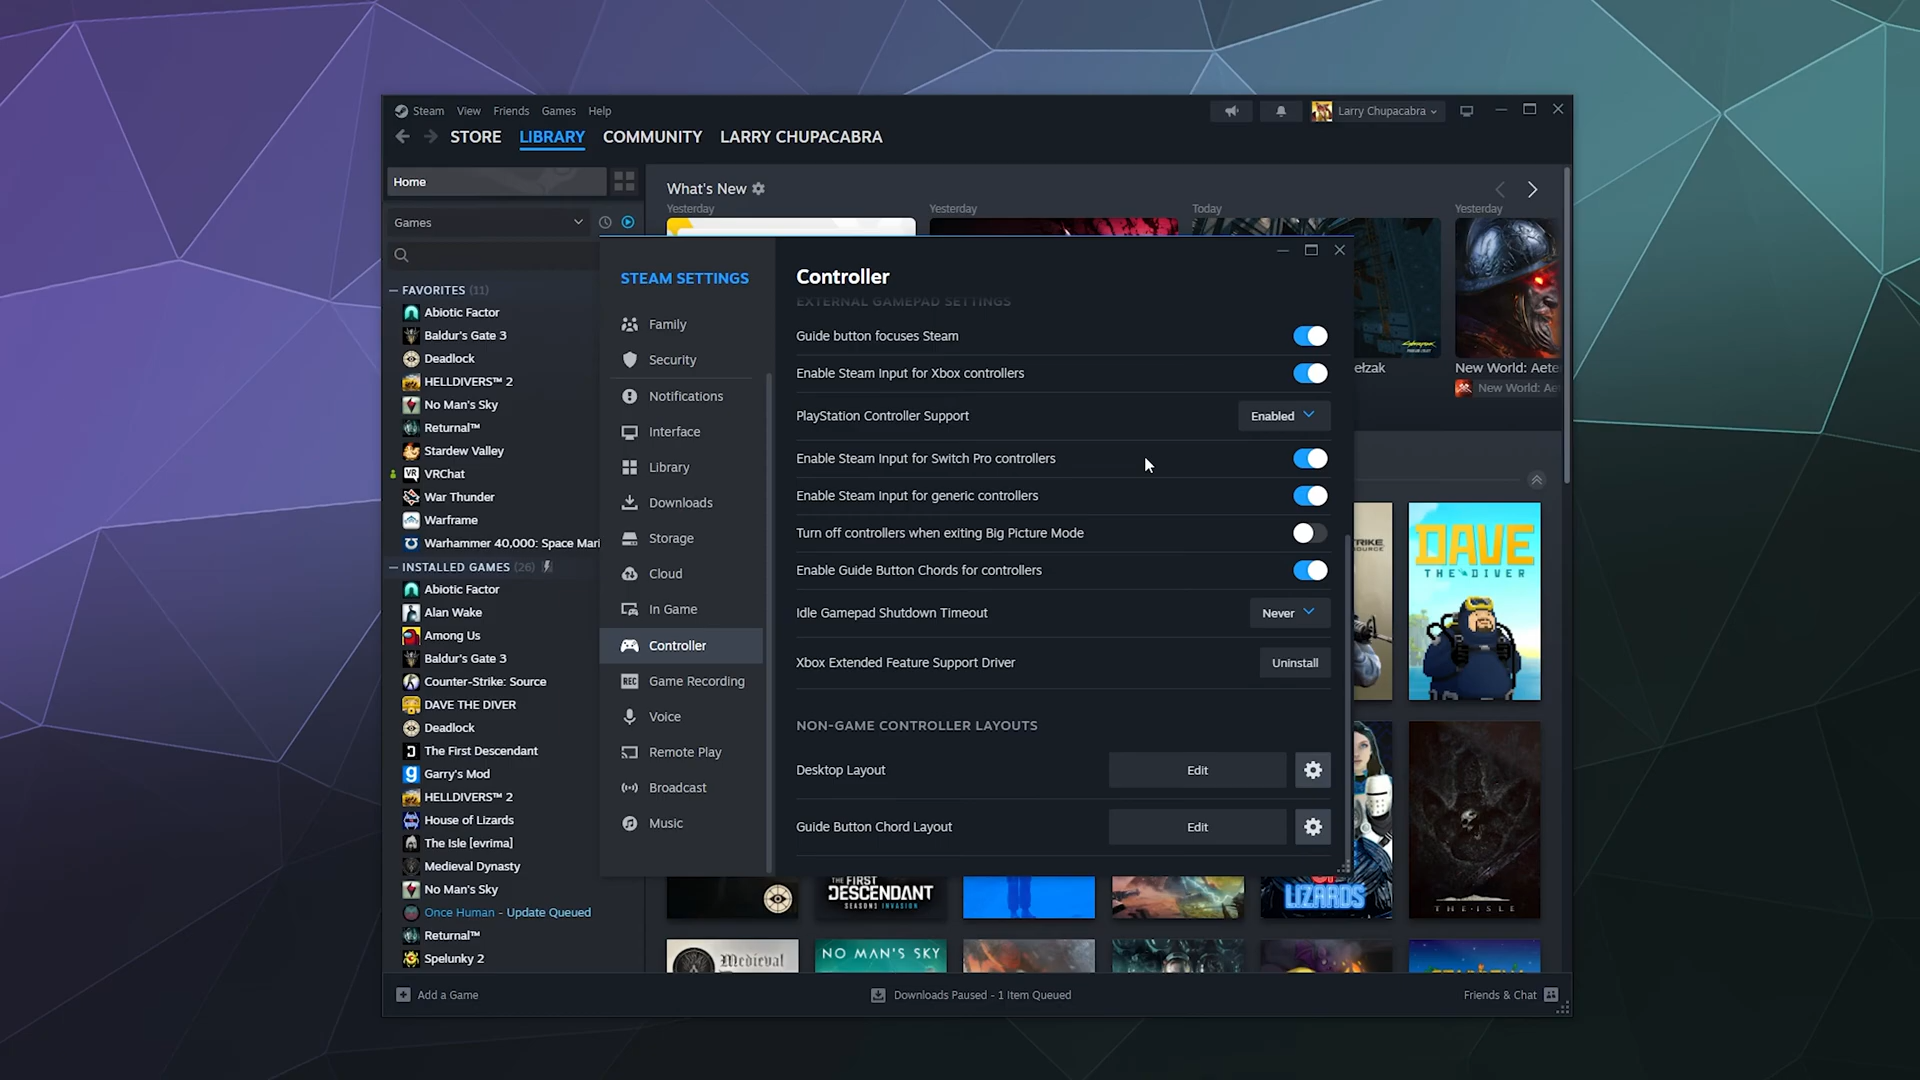 Steam View Friends Games Help
Larry Chupacabra
STORE LIBRARY COMMUNITY LARRY CHUPACABRA
Home
Games
FAVORITES (11)
Abiotic Factor
Baldur's Gate 3
Deadlock
HELLDIVERS™ 2
No Man's Sky
Returnal™
Stardew Valley
VRChat
War Thunder
Warframe
Warhammer 40,000: Space Mari
INSTALLED GAMES (26)
Abiotic Factor
Alan Wake
Among Us
Baldur's Gate 3
Counter-Strike: Source
DAVE THE DIVER
Deadlock
The First Descendant
Garry's Mod
HELLDIVERS™ 2
House of Lizards
The Isle [evrima]
Medieval Dynasty
No Man's Sky
Once Human - Update Queued
Returnal™
Spelunky 2
What's New
Yesterday
Yesterday
Today
Yesterday
ełzak
New World: Aete
New World: Ae
STEAM SETTINGS
Family
Security
Notifications
Interface
Library
Downloads
Storage
Cloud
In Game
Controller
REC
Game Recording
Voice
Remote Play
Broadcast
Music
Controller
EXTERNAL GAMEPAD SETTINGS
Guide button focuses Steam
Enable Steam Input for Xbox controllers
PlayStation Controller Support Enabled
Enable Steam Input for Switch Pro controllers
Enable Steam Input for generic controllers
Turn off controllers when exiting Big Picture Mode
Enable Guide Button Chords for controllers
Idle Gamepad Shutdown Timeout Never
Xbox Extended Feature Support Driver Uninstall
NON-GAME CONTROLLER LAYOUTS
Desktop Layout Edit
Guide Button Chord Layout Edit
DAVE
THE DIVER
THE FIRST
DESCENDANT
LIZARDS
THE ISLE
Medieval
NO MAN'S SKY
Add a Game
Downloads Paused - 1 Item Queued
Friends & Chat